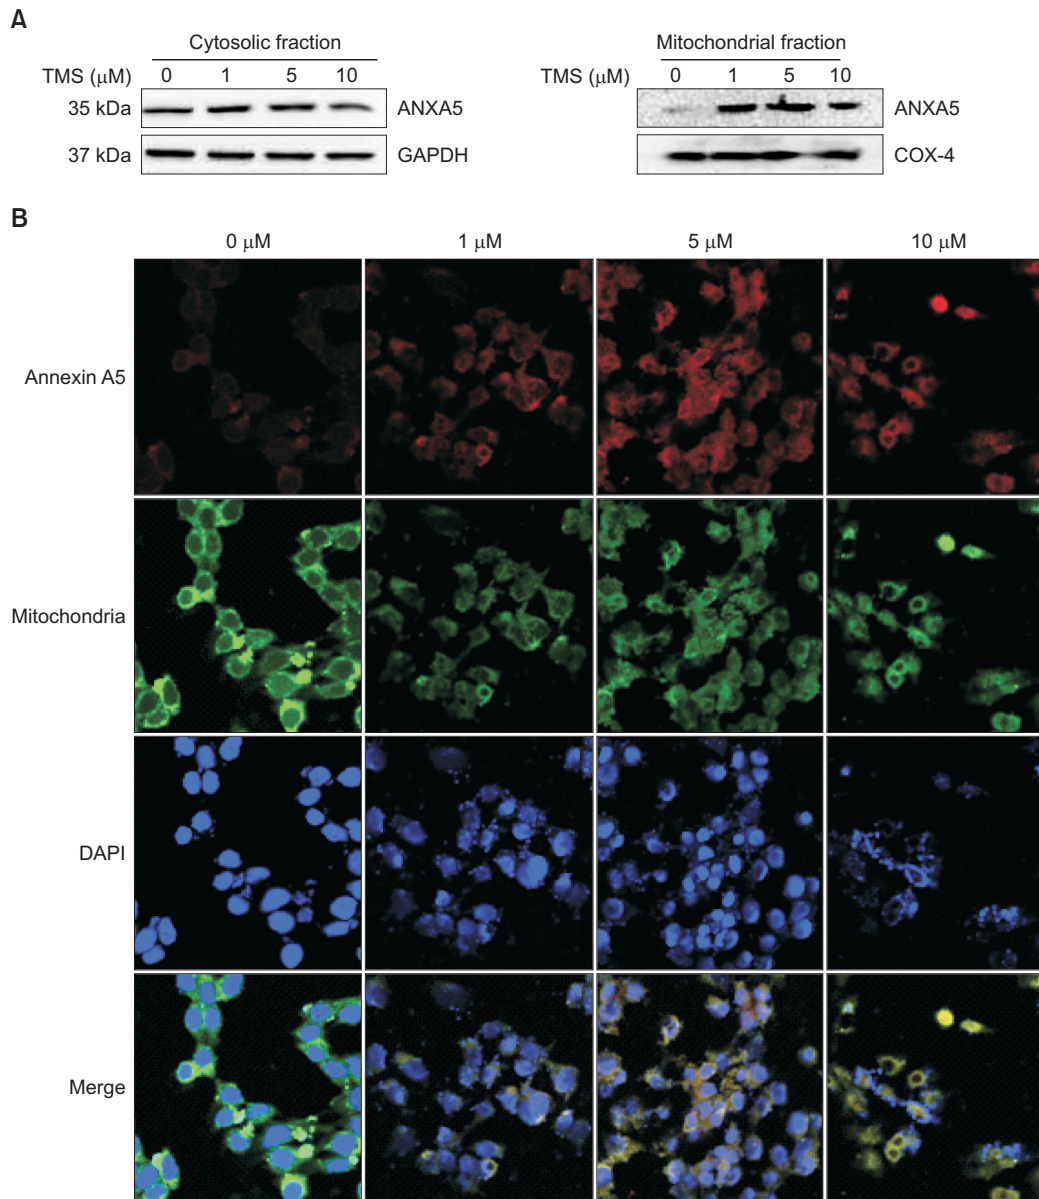 A
Cytosolic fraction
TMS (μM) 0 1 5 10
35 kDa ANXA5
37 kDa GAPDH
Mitochondrial fraction
TMS (μM) 0 1 5 10
ANXA5
COX-4
B
0 μM 1 μM 5 μM 10 μM
Annexin A5
Mitochondria
DAPI
Merge